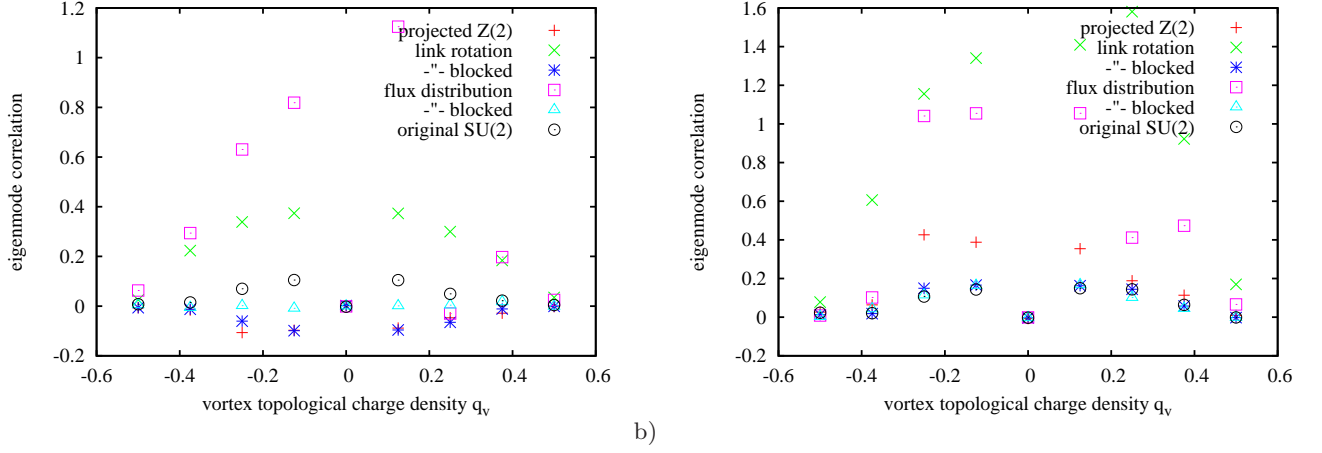 1.2
1
0.8
0.6
0.4
0.2
0
-0.2
-0.6 -0.4 -0.2 0 0.2 0.4 0.6
eigenmode correlation
vortex topological charge density qv
projected Z(2)
link rotation
-"- blocked
flux distribution
-"- blocked
original SU(2)
b)
1.6
1.4
1.2
1
0.8
0.6
0.4
0.2
0
-0.2
-0.6 -0.4 -0.2 0 0.2 0.4 0.6
eigenmode correlation
vortex topological charge density qv
projected Z(2)
link rotation
-"- blocked
flux distribution
-"- blocked
original SU(2)